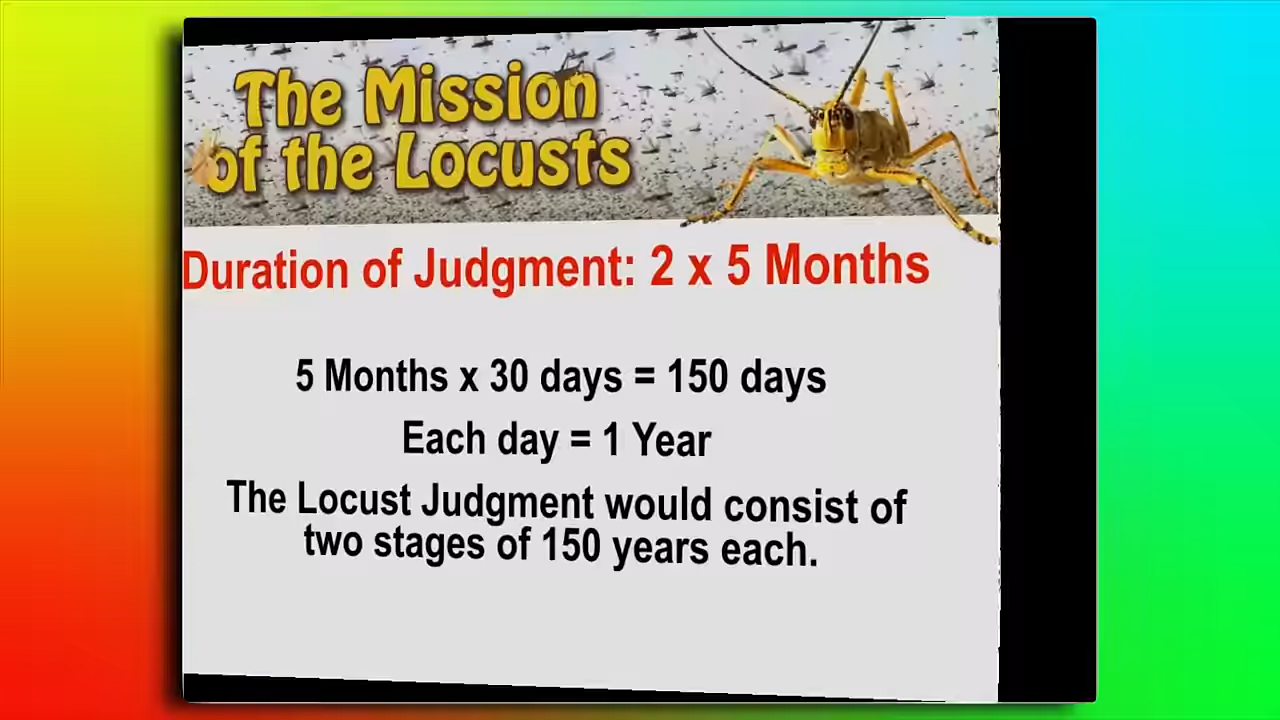 The Mission
of the Locusts
Duration of Judgment: 2 x 5 Months
5 Months x 30 days = 150 days
Each day = 1 Year
The Locust Judgment would consist of
two stages of 150 years each.